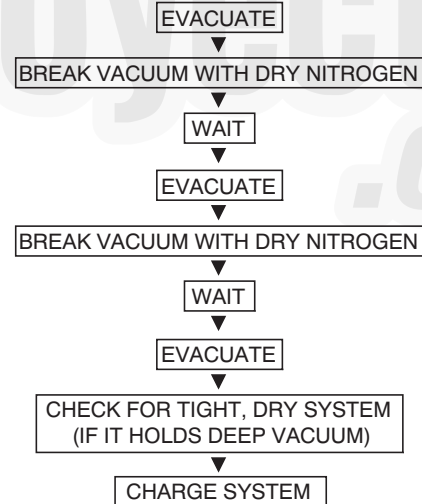 EVACUATE
BREAK VACUUM WITH DRY NITROGEN
WAIT
EVACUATE
BREAK VACUUM WITH DRY NITROGEN
WAIT
EVACUATE
CHECK FOR TIGHT, DRY SYSTEM
(IF IT HOLDS DEEP VACUUM)
CHARGE SYSTEM